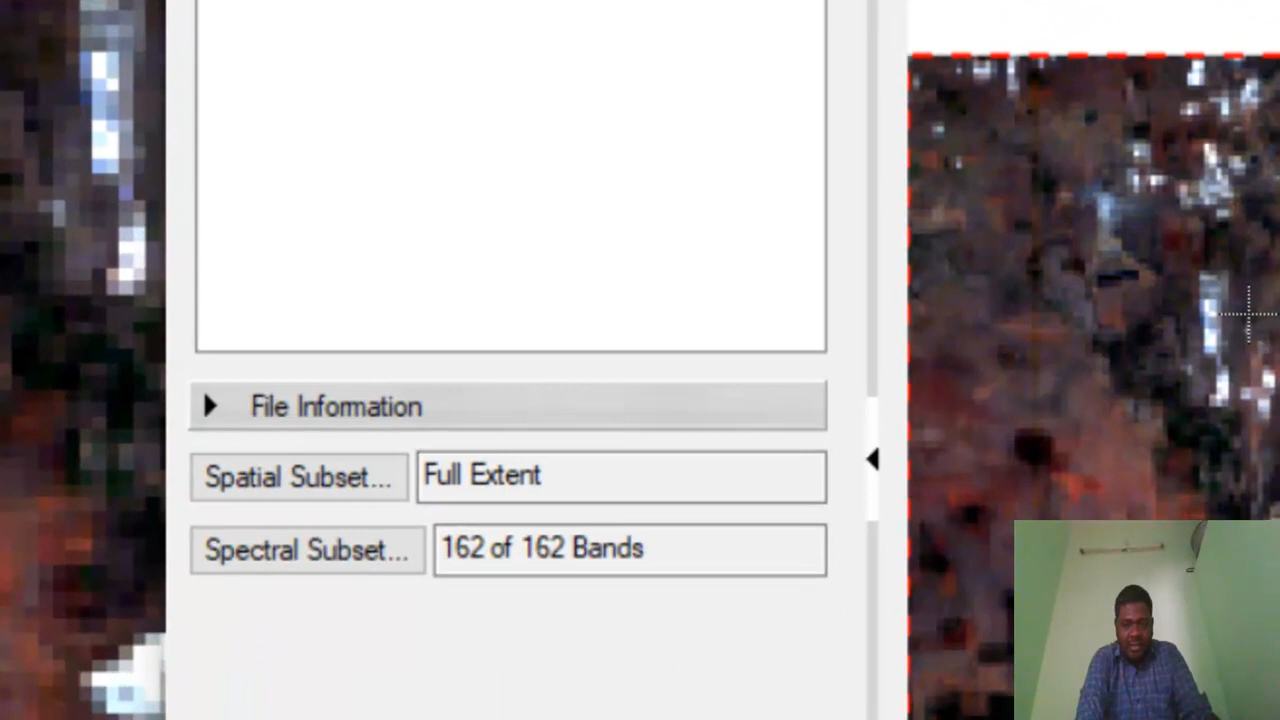 File Information
Spatial Subset... Full Extent
Spectral Subset... 162 of 162 Bands